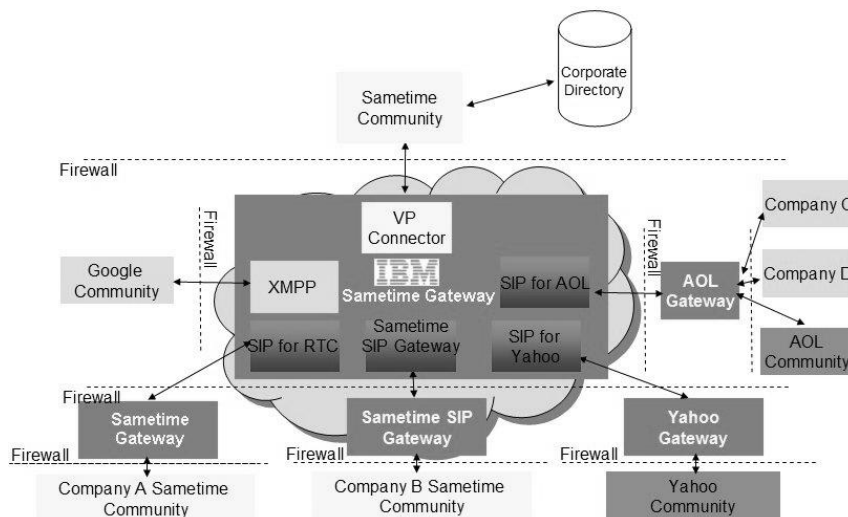 Corporate
Directory
Sametime
Community
Firewall
VP
Connector
Firewall
Firewall
Company C
Google
Community
XMPP
IBM
Sametime Gateway
SIP for AOL
AOL
Gateway
Company D
SIP for RTC
Sametime
SIP Gateway
SIP for
Yahoo
AOL
Community
Firewall
Sametime
Gateway
Sametime SIP
Gateway
Yahoo
Gateway
Firewall
Firewall
Firewall
Company A Sametime
Community
Company B Sametime
Community
Yahoo
Community